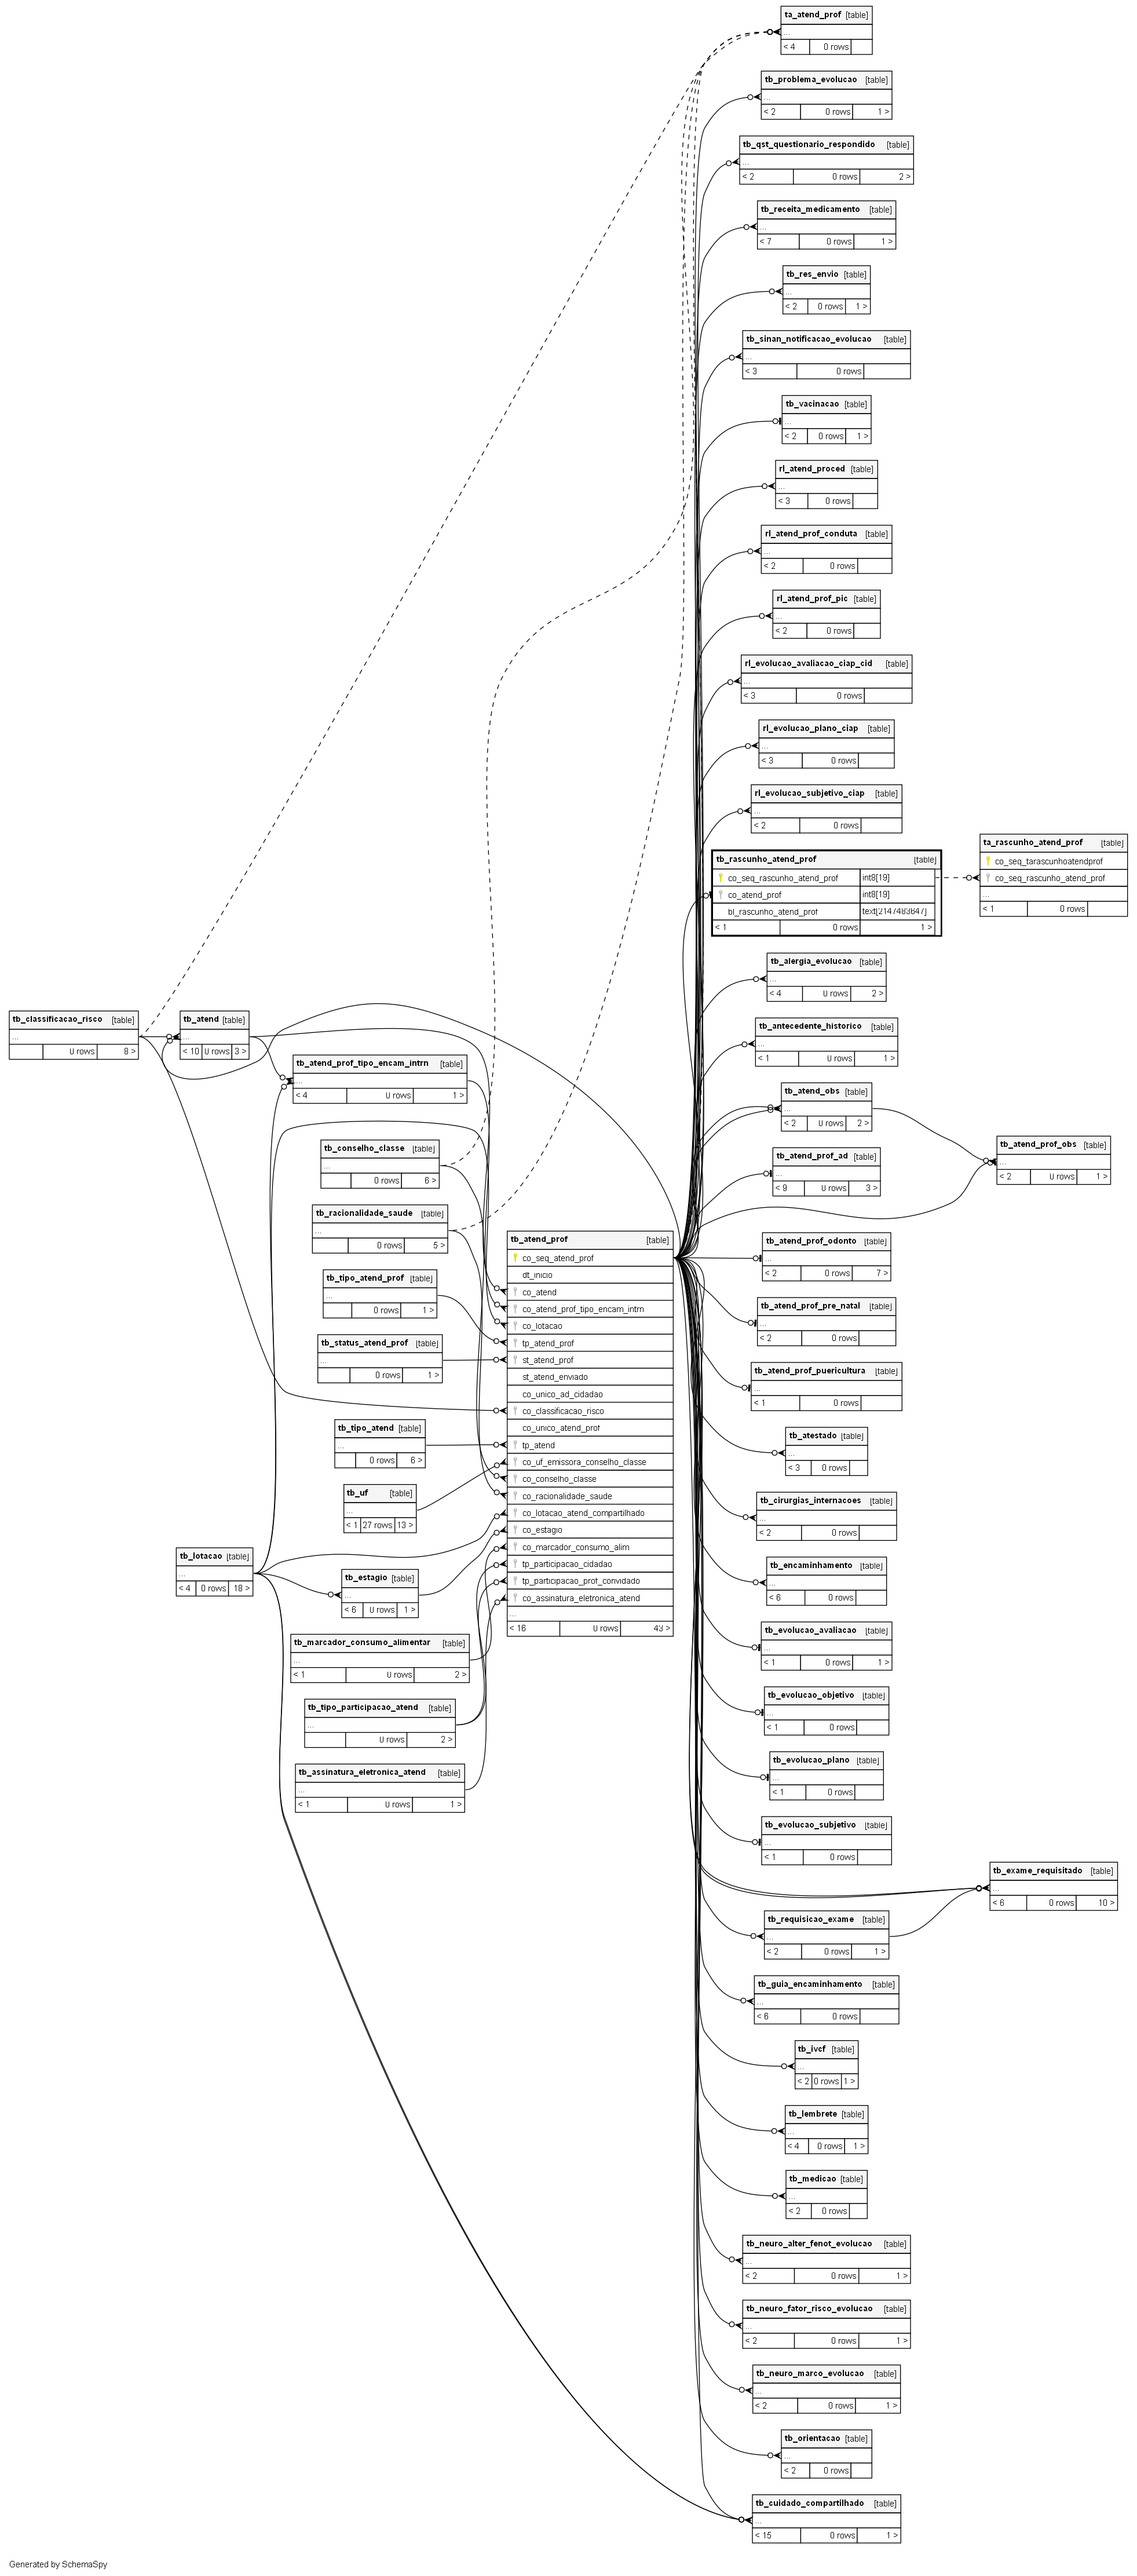 ta_atend_prof [table]
...
< 4 0 rows
tb_problema_evolucao [table]
...
< 2 0 rows 1 >
tb_qst_questionario_respondido [table]
...
< 2 0 rows 2 >
tb_receita_medicamento [table]
...
< 7 0 rows 1 >
tb_res_envio [table]
...
< 2 0 rows 1 >
tb_sinan_notificacao_evolucao [table]
...
< 3 0 rows
tb_vacinacao [table]
...
< 2 0 rows 1 >
rl_atend_proced [table]
...
< 3 0 rows
rl_atend_prof_conduta [table]
...
< 2 0 rows
rl_atend_prof_pic [table]
...
< 2 0 rows
rl_evolucao_avaliacao_ciap_cid [table]
...
< 3 0 rows
rl_evolucao_plano_ciap [table]
...
< 3 0 rows
rl_evolucao_subjetivo_ciap [table]
...
< 2 0 rows
tb_rascunho_atend_prof [table]
co_seq_rascunho_atend_prof int8[19]
co_atend_prof int8[19]
bl_rascunho_atend_prof text[2147483647]
< 1 0 rows 1 >
ta_rascunho_atend_prof [table]
co_seq_tarascunhoatendprof
co_seq_rascunho_atend_prof
...
< 1 0 rows
tb_alergia_evolucao [table]
...
< 4 0 rows 2 >
tb_antecedente_historico [table]
...
< 1 0 rows 1 >
tb_atend_obs [table]
...
< 2 0 rows 2 >
tb_atend_prof_obs [table]
...
< 2 0 rows 1 >
tb_atend_prof_ad [table]
...
< 9 0 rows 3 >
tb_atend_prof_odonto [table]
...
< 2 0 rows 7 >
tb_atend_prof_pre_natal [table]
...
< 2 0 rows
tb_atend_prof_puericultura [table]
...
< 1 0 rows
tb_atestado [table]
...
< 3 0 rows
tb_cirurgias_internacoes [table]
...
< 2 0 rows
tb_encaminhamento [table]
...
< 6 0 rows
tb_evolucao_avaliacao [table]
...
< 1 0 rows 1 >
tb_evolucao_objetivo [table]
...
< 1 0 rows
tb_evolucao_plano [table]
...
< 1 0 rows
tb_evolucao_subjetivo [table]
...
< 1 0 rows
tb_exame_requisitado [table]
...
< 6 0 rows 10 >
tb_requisicao_exame [table]
...
< 2 0 rows 1 >
tb_guia_encaminhamento [table]
...
< 6 0 rows
tb_ivcf [table]
...
< 2 0 rows 1 >
tb_lembrete [table]
...
< 4 0 rows 1 >
tb_medicao [table]
...
< 2 0 rows
tb_neuro_alter_fenot_evolucao [table]
...
< 2 0 rows 1 >
tb_neuro_fator_risco_evolucao [table]
...
< 2 0 rows 1 >
tb_neuro_marco_evolucao [table]
...
< 2 0 rows 1 >
tb_orientacao [table]
...
< 2 0 rows
tb_cuidado_compartilhado [table]
...
< 15 0 rows 1 >
tb_classificacao_risco [table]
...
0 rows 8 >
tb_atend [table]
...
< 10 0 rows 3 >
tb_atend_prof_tipo_encam_intrn [table]
...
< 4 0 rows 1 >
tb_conselho_classe [table]
...
0 rows 6 >
tb_racionalidade_saude [table]
...
0 rows 5 >
tb_tipo_atend_prof [table]
...
0 rows 1 >
tb_status_atend_prof [table]
...
0 rows 1 >
tb_tipo_atend [table]
...
0 rows 6 >
tb_uf [table]
...
< 1 27 rows 13 >
tb_lotacao [table]
...
< 4 0 rows 18 >
tb_estagio [table]
...
< 6 0 rows 1 >
tb_marcador_consumo_alimentar [table]
...
< 1 0 rows 2 >
tb_tipo_participacao_atend [table]
...
0 rows 2 >
tb_assinatura_eletronica_atend [table]
...
< 1 0 rows 1 >
tb_atend_prof [table]
co_seq_atend_prof
dt_inicio
co_atend
co_atend_prof_tipo_encam_intrn
co_lotacao
tp_atend_prof
st_atend_prof
st_atend_enviado
co_unico_ad_cidadao
co_classificacao_risco
co_unico_atend_prof
tp_atend
co_uf_emissora_conselho_classe
co_conselho_classe
co_racionalidade_saude
co_lotacao_atend_compartilhado
co_estagio
co_marcador_consumo_alim
tp_participacao_cidadao
tp_participacao_prof_convidado
co_assinatura_eletronica_atend
...
< 16 0 rows 43 >
Generated by SchemaSpy